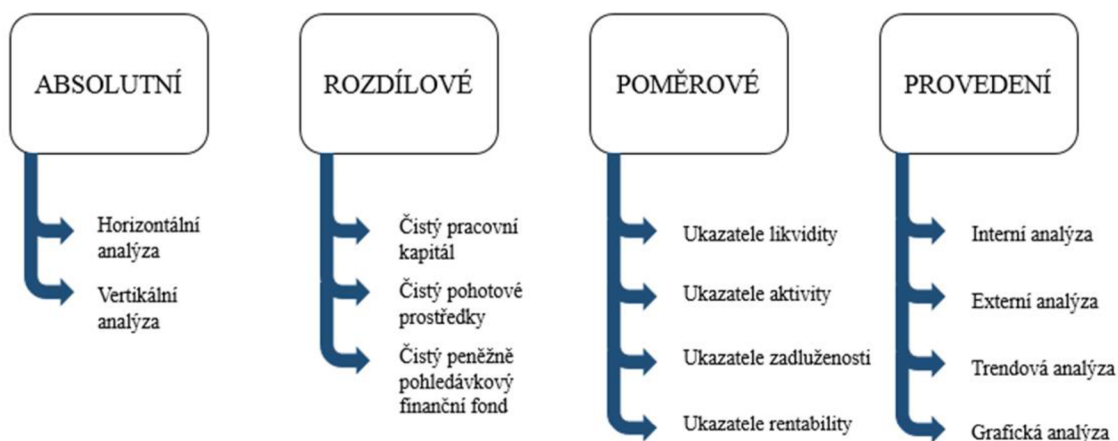 ABSOLUTNÍ
Horizontální
analýza
Vertikální
analýza
ROZDÍLOVÉ
Čistý pracovní
kapitál
Čistý pohotové
prostředky
Čistý peněžně
pohledávkový
finanční fond
POMĚROVÉ
Ukazatele likvidity
Ukazatele aktivity
Ukazatele zadluženosti
Ukazatele rentability
PROVEDENÍ
Interní analýza
Externí analýza
Trendová analýza
Grafická analýza